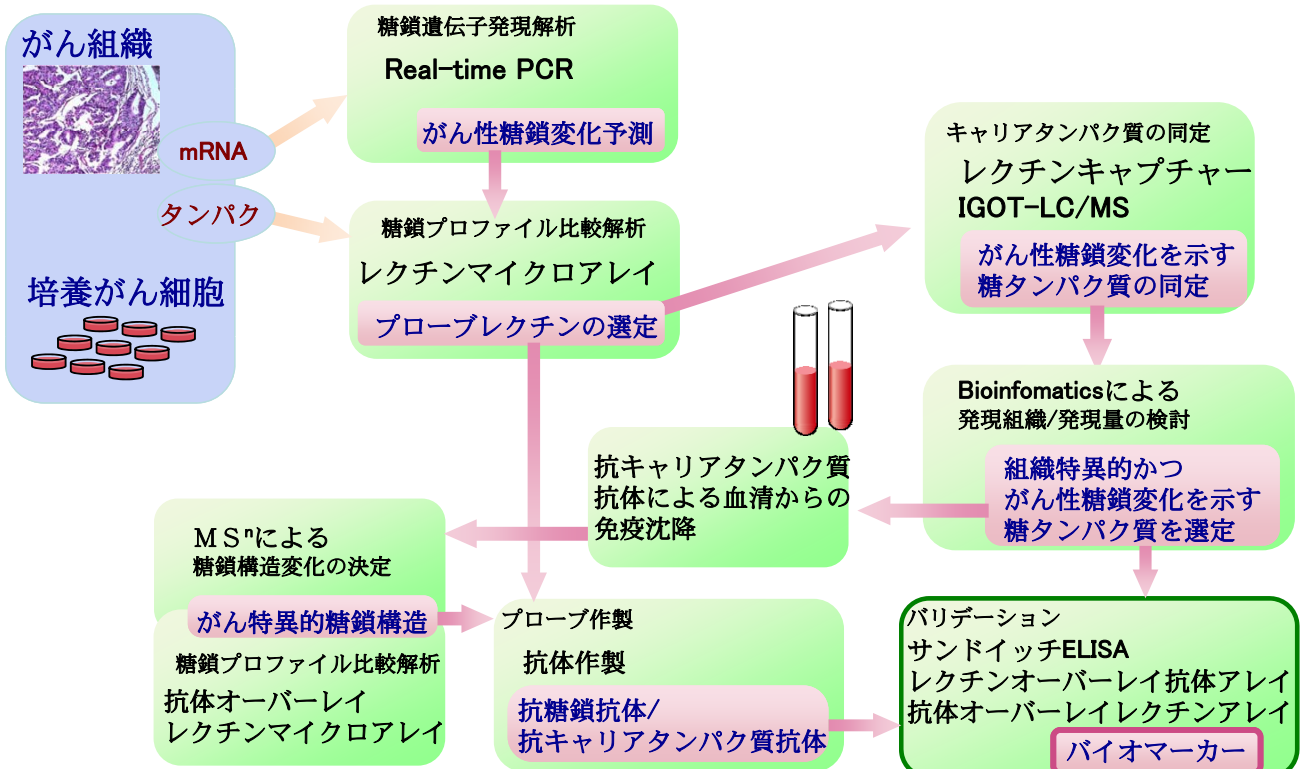 がん組織
mRNA
タンパク
培養がん細胞
糖鎖遺伝子発現解析
Real-time PCR
がん性糖鎖変化予測
糖鎖プロファイル比較解析
レクチンマイクロアレイ
プローブレクチンの選定
キャリアタンパク質の同定
レクチンキャプチャー
IGOT-LC/MS
がん性糖鎖変化を示す
糖タンパク質の同定
Bioinfomaticsによる
発現組織/発現量の検討
組織特異的かつ
がん性糖鎖変化を示す
糖タンパク質を選定
抗キャリアタンパク質
抗体による血清からの
免疫沈降
ＭＳⁿによる
糖鎖構造変化の決定
がん特異的糖鎖構造
糖鎖プロファイル比較解析
抗体オーバーレイ
レクチンマイクロアレイ
プローブ作製
抗体作製
抗糖鎖抗体/
抗キャリアタンパク質抗体
バリデーション
サンドイッチELISA
レクチンオーバーレイ抗体アレイ
抗体オーバーレイレクチンアレイ
バイオマーカー